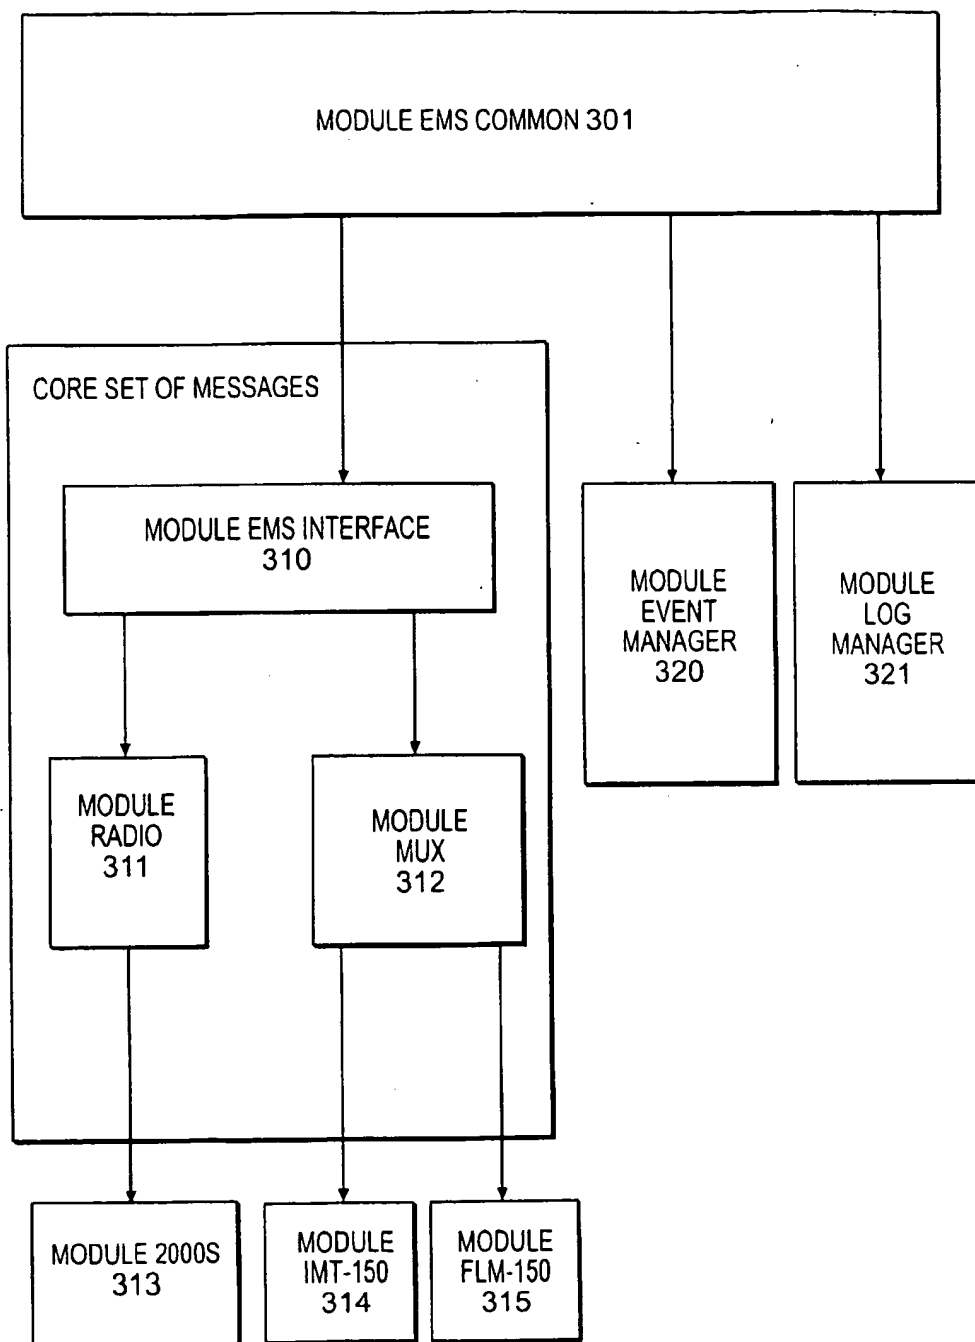 MODULE EMS COMMON 301
CORE SET OF MESSAGES
MODULE EMS INTERFACE
310
MODULE
EVENT
MANAGER
320
MODULE
LOG
MANAGER
321
MODULE
RADIO
311
MODULE
MUX
312
MODULE 2000S
313
MODULE
IMT-150
314
MODULE
FLM-150
315